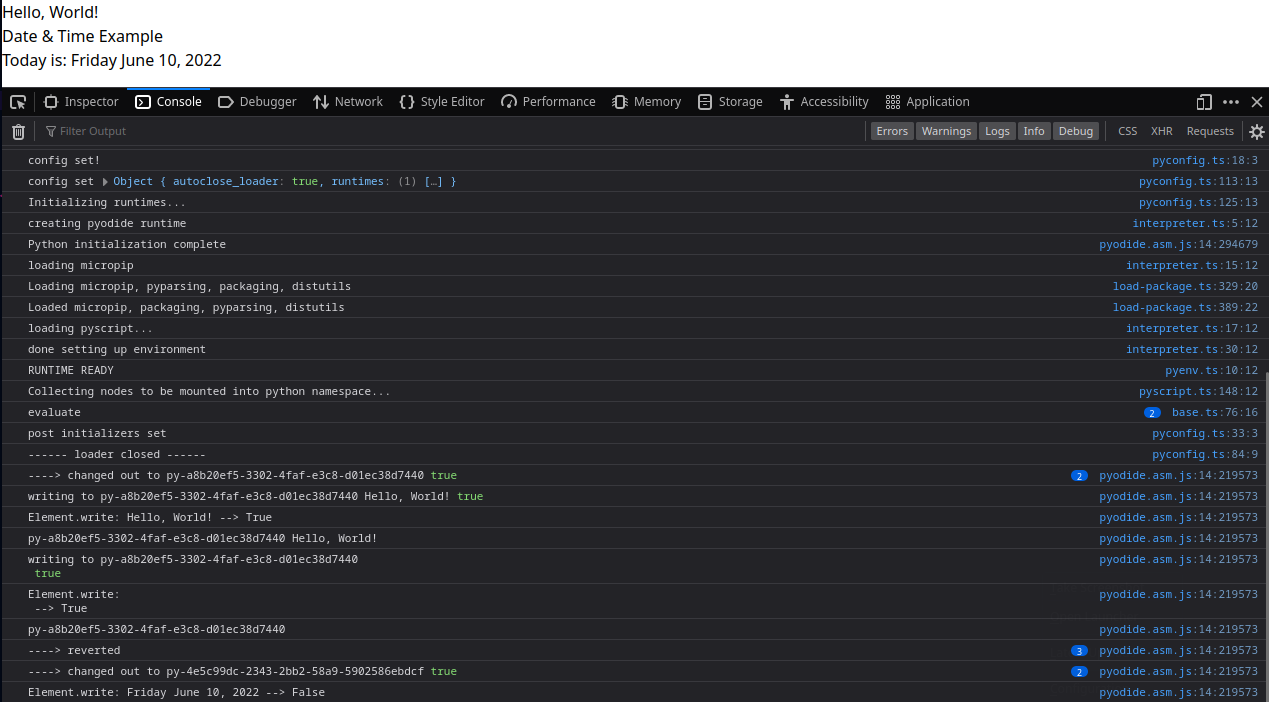 Hello, World!
Date & Time Example
Today is: Friday June 10, 2022
Inspector Console Debugger Network Style Editor Performance Memory Storage Accessibility Application
Filter Output Errors Warnings Logs Info Debug CSS XHR Requests
config set! pyconfig.ts:18:3
config set Object { autoclose_loader: true, runtimes: (1) […] } pyconfig.ts:113:13
Initializing runtimes... pyconfig.ts:125:13
creating pyodide runtime interpreter.ts:5:12
Python initialization complete pyodide.asm.js:14:294679
loading micropip interpreter.ts:15:12
Loading micropip, pyparsing, packaging, distutils load-package.ts:329:20
Loaded micropip, packaging, pyparsing, distutils load-package.ts:389:22
loading pyscript... interpreter.ts:17:12
done setting up environment interpreter.ts:30:12
RUNTIME READY pyenv.ts:10:12
Collecting nodes to be mounted into python namespace... pyscript.ts:148:12
evaluate 2 base.ts:76:16
post initializers set pyconfig.ts:33:3
------ loader closed ------ pyconfig.ts:84:9
----> changed out to py-a8b20ef5-3302-4faf-e3c8-d01ec38d7440 true 2 pyodide.asm.js:14:219573
writing to py-a8b20ef5-3302-4faf-e3c8-d01ec38d7440 Hello, World! true pyodide.asm.js:14:219573
Element.write: Hello, World! --> True pyodide.asm.js:14:219573
py-a8b20ef5-3302-4faf-e3c8-d01ec38d7440 Hello, World! pyodide.asm.js:14:219573
writing to py-a8b20ef5-3302-4faf-e3c8-d01ec38d7440 pyodide.asm.js:14:219573
true
Element.write: pyodide.asm.js:14:219573
--> True
py-a8b20ef5-3302-4faf-e3c8-d01ec38d7440 pyodide.asm.js:14:219573
----> reverted 3 pyodide.asm.js:14:219573
----> changed out to py-4e5c99dc-2343-2bb2-58a9-5902586ebdcf true 2 pyodide.asm.js:14:219573
Element.write: Friday June 10, 2022 --> False pyodide.asm.js:14:219573